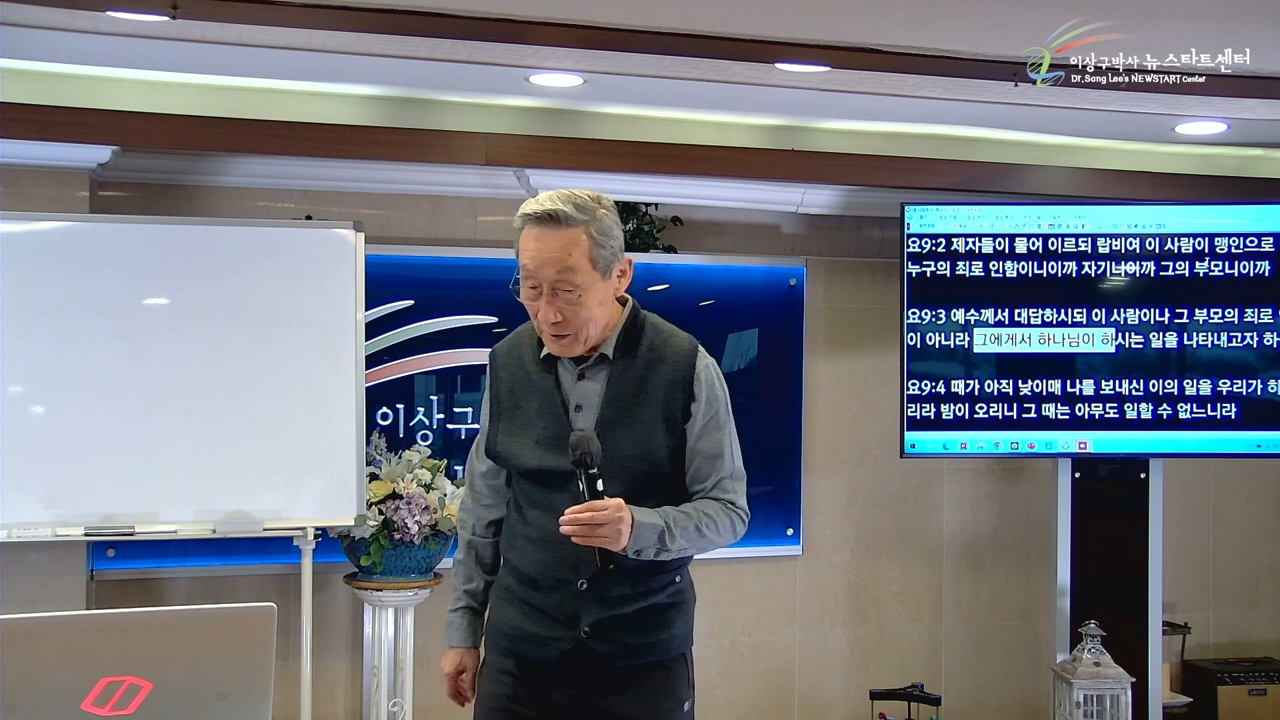 이상구박사 뉴스타트센터
Dr. Sang Lee's NEWSTART Center
요9:2 제자들이 물어 이르되 랍비여 이 사람이 맹인으로
누구의 죄로 인함이니이까 자기니이까 그의 부모니이까
요9:3 예수께서 대답하시되 이 사람이나 그 부모의 죄로
이 아니라 그에게서 하나님이 하시는 일을 나타내고자 하
요9:4 때가 아직 낮이매 나를 보내신 이의 일을 우리가 하
리라 밤이 오리니 그 때는 아무도 일할 수 없느니라
이상구